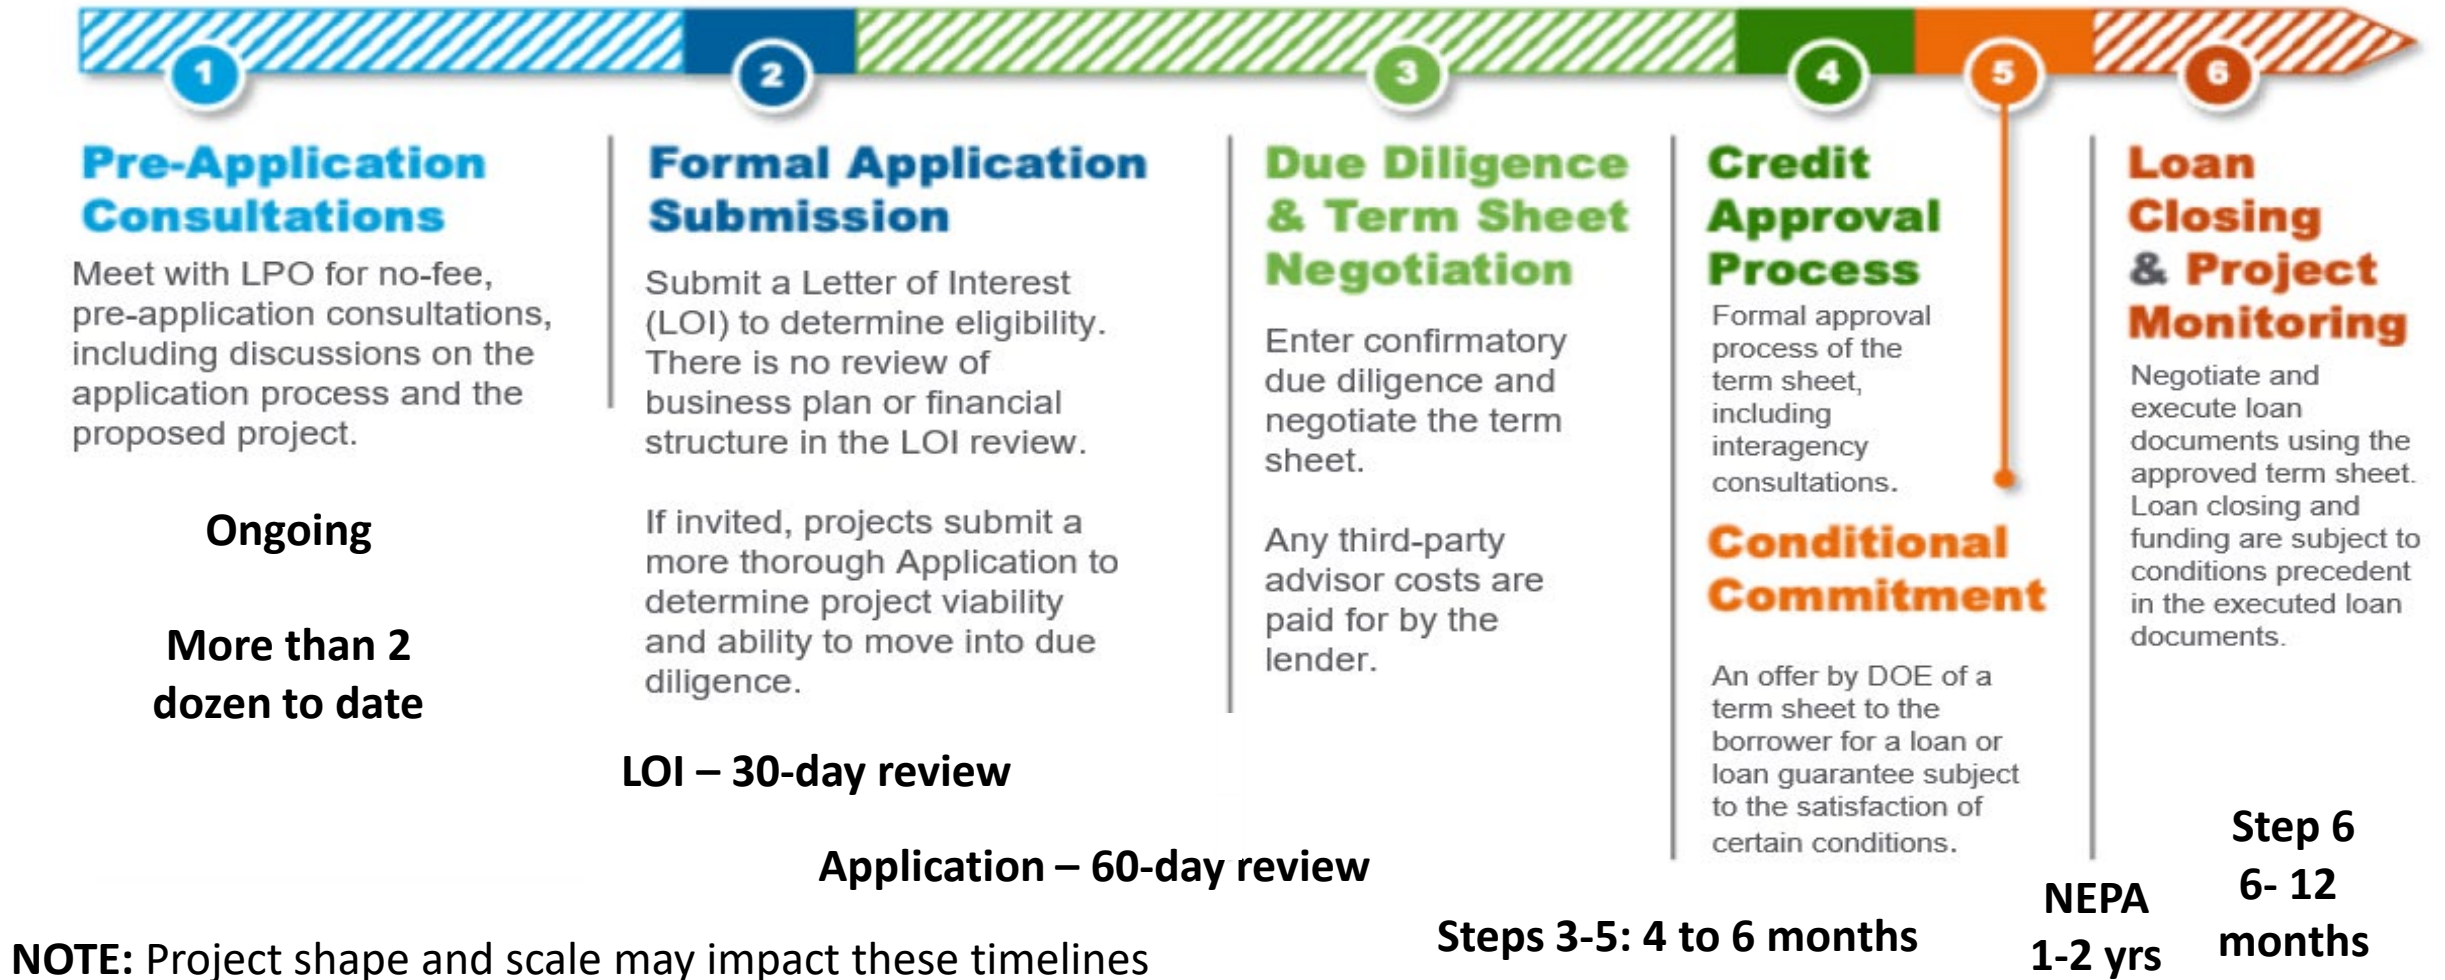 1
2
3
4
5
6
Pre-Application
Consultations
Meet with LPO for no-fee,
pre-application consultations,
including discussions on the
application process and the
proposed project.
Ongoing
More than 2
dozen to date
Formal Application
Submission
Submit a Letter of Interest
(LOI) to determine eligibility.
There is no review of
business plan or financial
structure in the LOI review.
If invited, projects submit a
more thorough Application to
determine project viability
and ability to move into due
diligence.
LOI – 30-day review
Application – 60-day review
Due Diligence
& Term Sheet
Negotiation
Enter confirmatory
due diligence and
negotiate the term
sheet.
Any third-party
advisor costs are
paid for by the
lender.
Credit
Approval
Process
Formal approval
process of the
term sheet,
including
interagency
consultations.
Conditional
Commitment
An offer by DOE of a
term sheet to the
borrower for a loan or
loan guarantee subject
to the satisfaction of
certain conditions.
Steps 3-5: 4 to 6 months
Loan
Closing
& Project
Monitoring
Negotiate and
execute loan
documents using the
approved term sheet.
Loan closing and
funding are subject to
conditions precedent
in the executed loan
documents.
NEPA
1-2 yrs
Step 6
6- 12
months
NOTE: Project shape and scale may impact these timelines